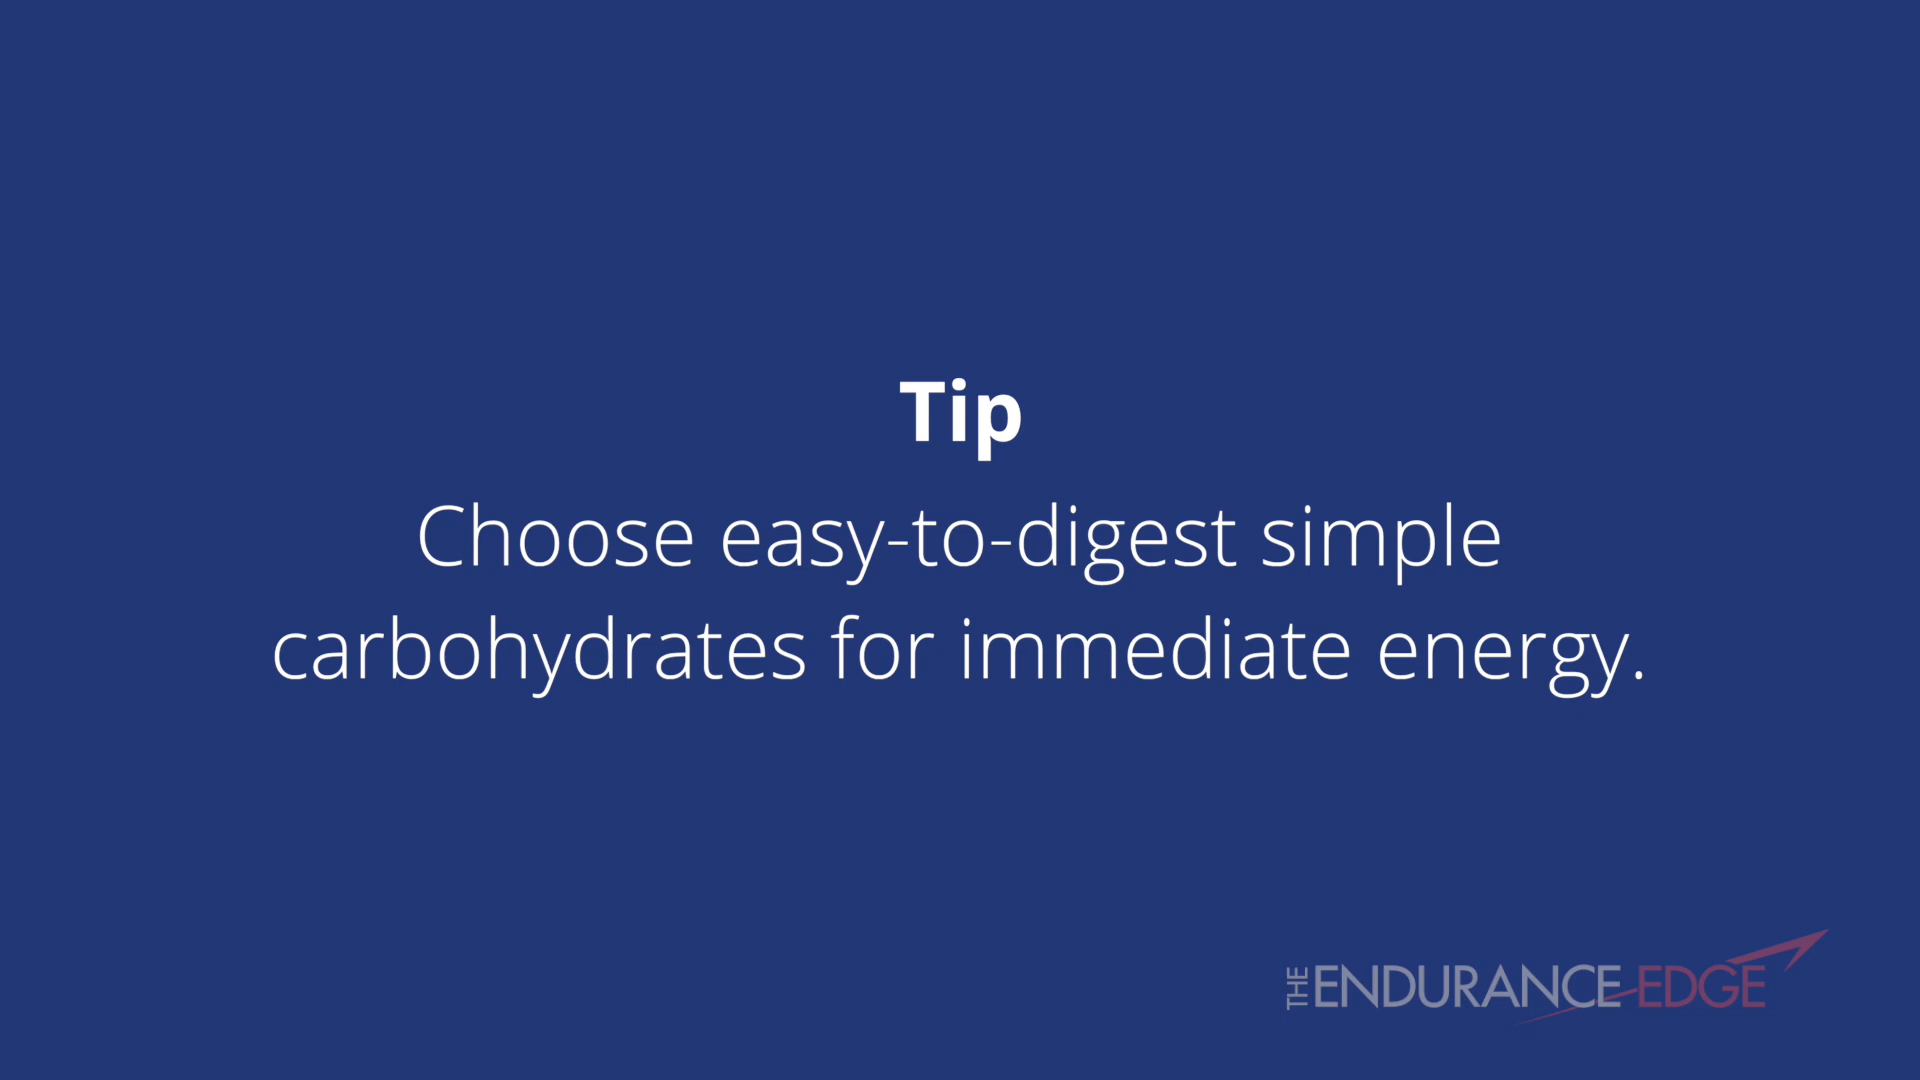 Tip
Choose easy-to-digest simple
carbohydrates for immediate energy.
THE ENDURANCE EDGE